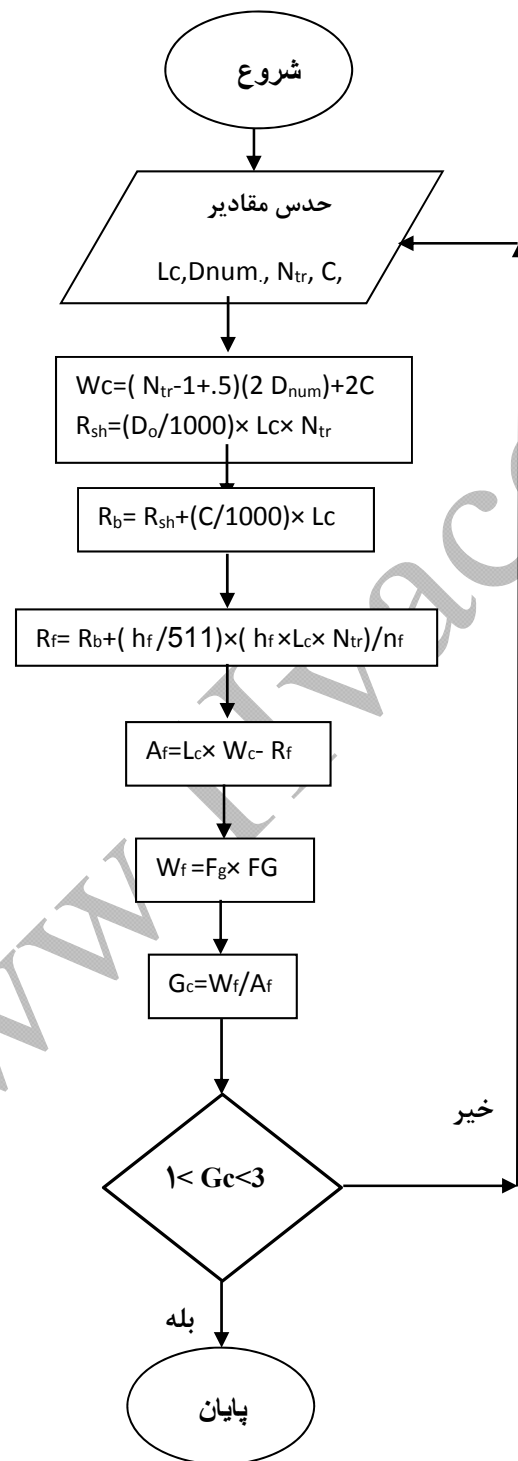 شروع
حدس مقادیر
Lc,Dnum., Ntr, C,
Wc=( Ntr-1+.5)(2 Dnum)+2C
Rsh=(Do/1000)× Lc× Ntr
Rb= Rsh+(C/1000)× Lc
Rf= Rb+( hf /511)×( hf ×Lc× Ntr)/nf
Af=Lc× Wc- Rf
Wf =Fg× FG
Gc=Wf/Af
۱< Gc<3
خیر
بله
پایان